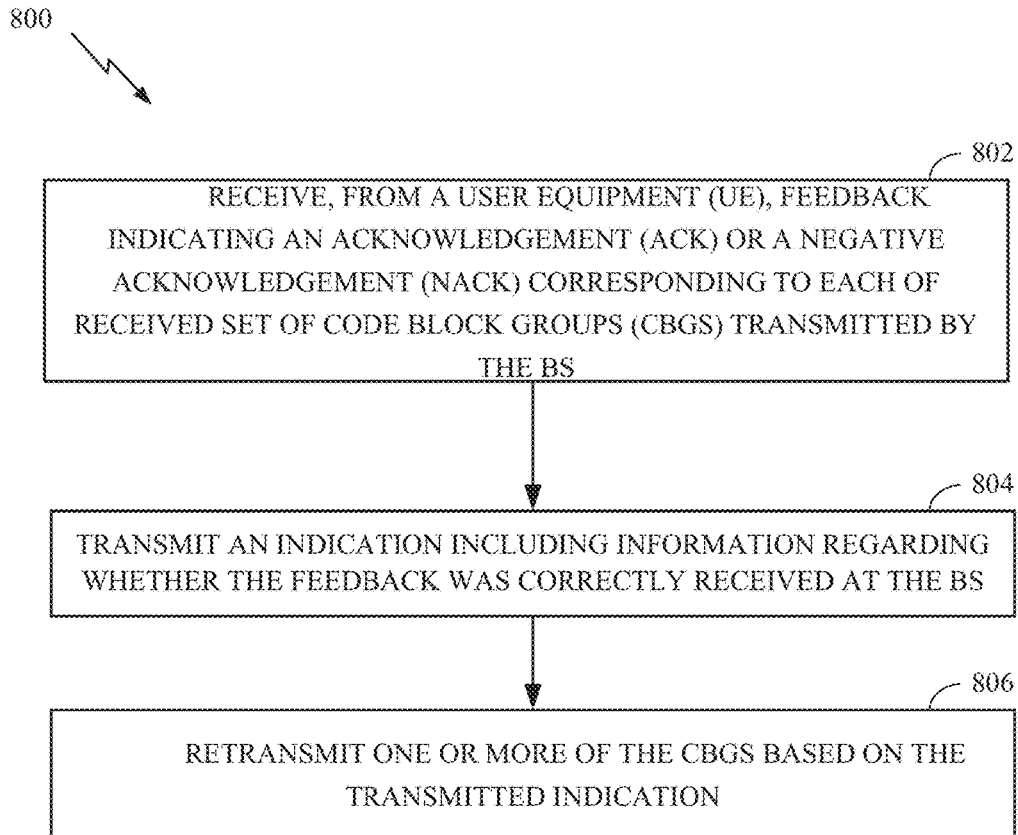 800
802
RECEIVE, FROM A USER EQUIPMENT (UE), FEEDBACK
INDICATING AN ACKNOWLEDGEMENT (ACK) OR A NEGATIVE
ACKNOWLEDGEMENT (NACK) CORRESPONDING TO EACH OF
RECEIVED SET OF CODE BLOCK GROUPS (CBGS) TRANSMITTED BY
THE BS
804
TRANSMIT AN INDICATION INCLUDING INFORMATION REGARDING
WHETHER THE FEEDBACK WAS CORRECTLY RECEIVED AT THE BS
806
RETRANSMIT ONE OR MORE OF THE CBGS BASED ON THE
TRANSMITTED INDICATION